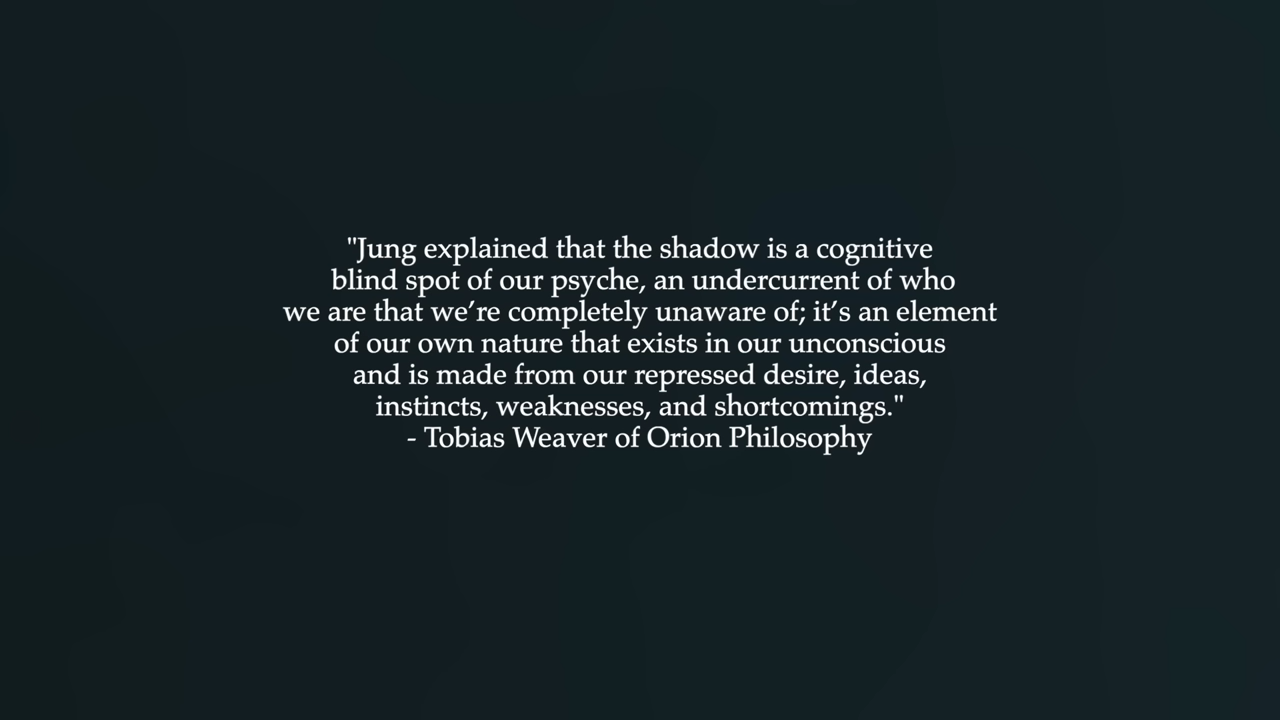 "Jung explained that the shadow is a cognitive
blind spot of our psyche, an undercurrent of who
we are that we’re completely unaware of; it’s an element
of our own nature that exists in our unconscious
and is made from our repressed desire, ideas,
instincts, weaknesses, and shortcomings."
- Tobias Weaver of Orion Philosophy